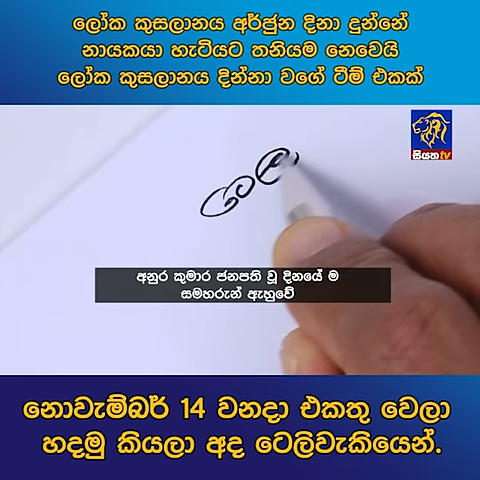 ලෝක කුසලානය අර්ජුන දිනා දුන්නේ
නායකයා හැටියට තනියම නෙවෙයි
ලෝක කුසලානය දින්නා වගේ ටීම් එකක්
සියත tv
අනුර කුමාර ජනපති වූ දිනයේ ම
සමහරුන් ඇහුවේ
නොවැම්බර් 14 වනදා එකතු වෙලා
හදමු කියලා අද ටෙලිවැකියෙන්.